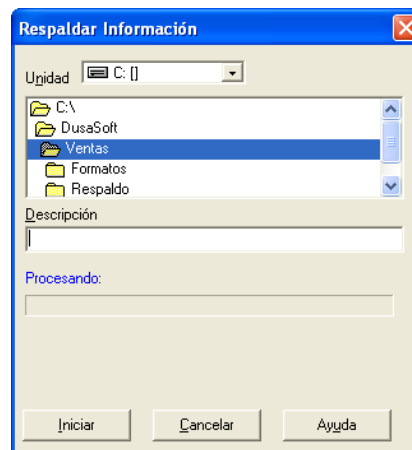 Respaldar Información
Unidad C: []
C:\
DusaSoft
Ventas
Formatos
Respaldo
Descripción
Procesando:
Iniciar Cancelar Ayuda